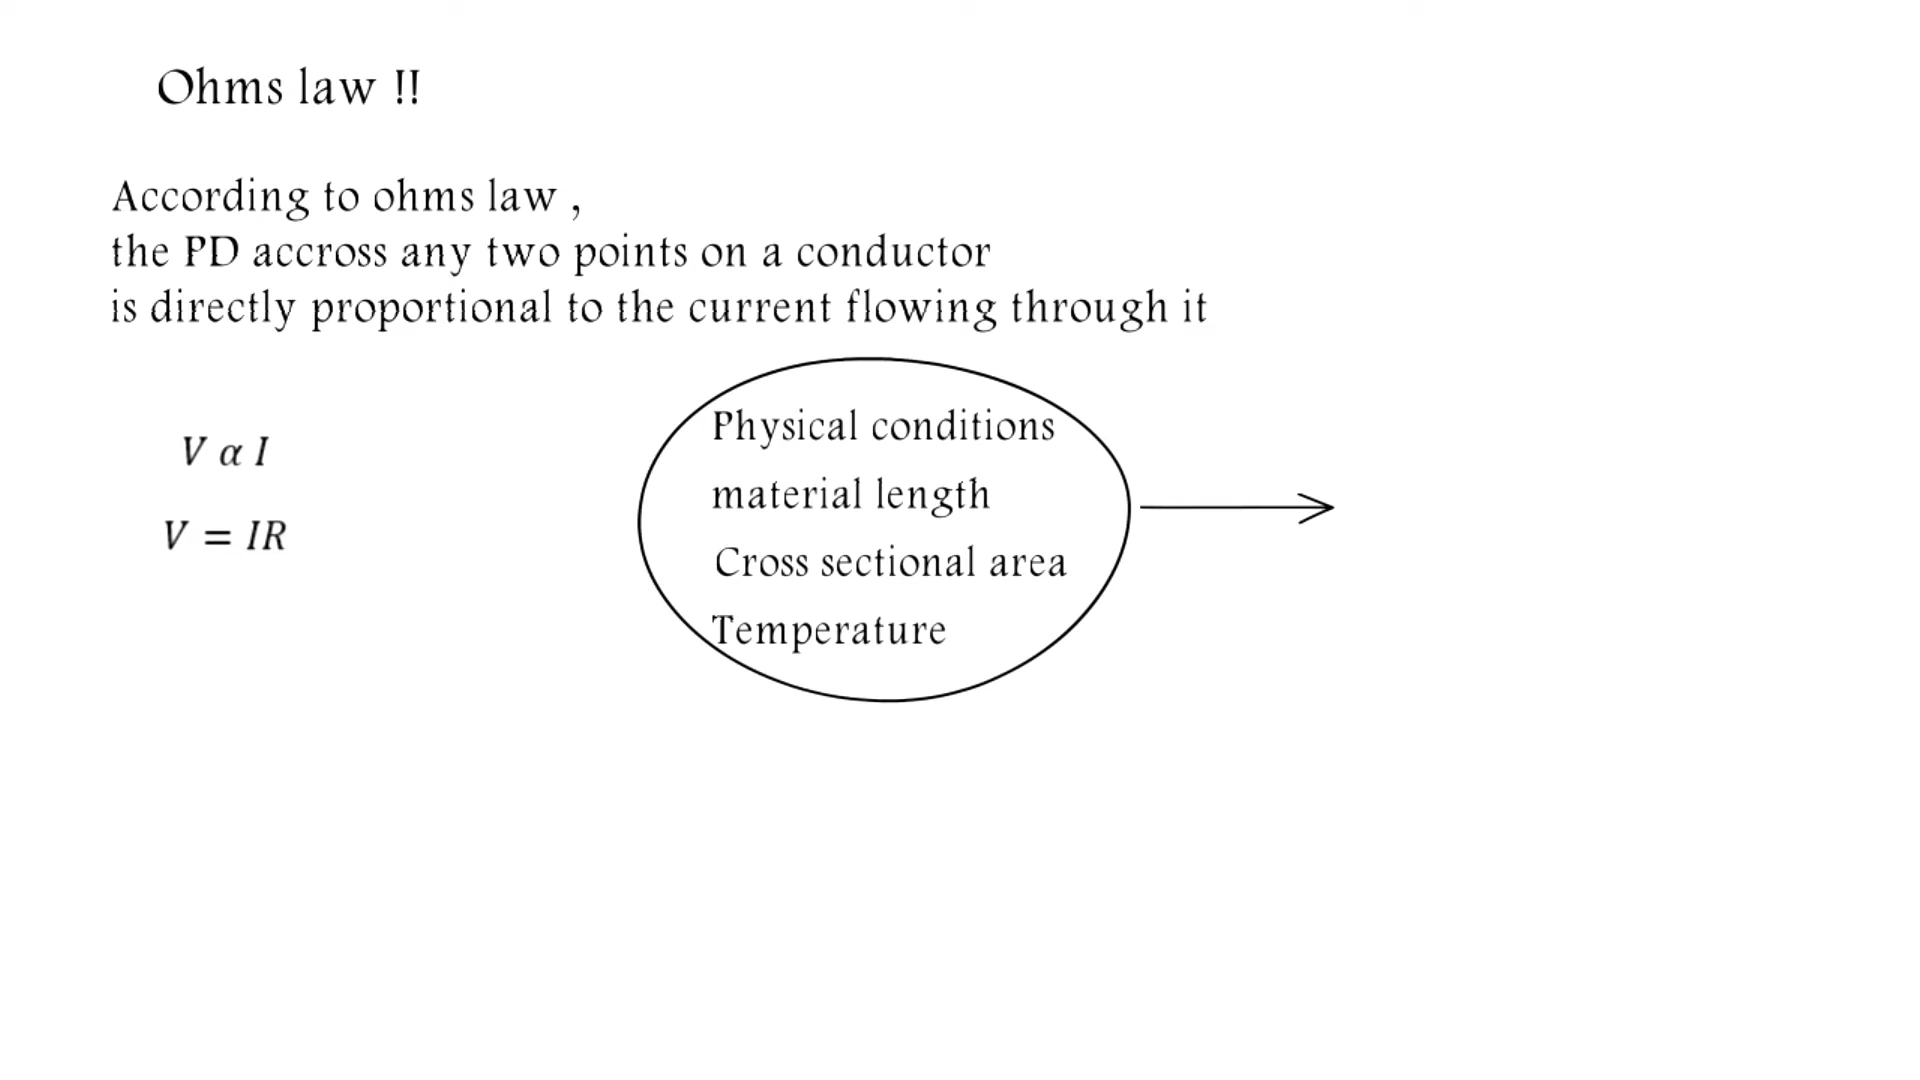 Ohms law !!
According to ohms law ,
the PD accross any two points on a conductor
is directly proportional to the current flowing through it
V α I
V = IR
Physical conditions
material length
Cross sectional area
Temperature